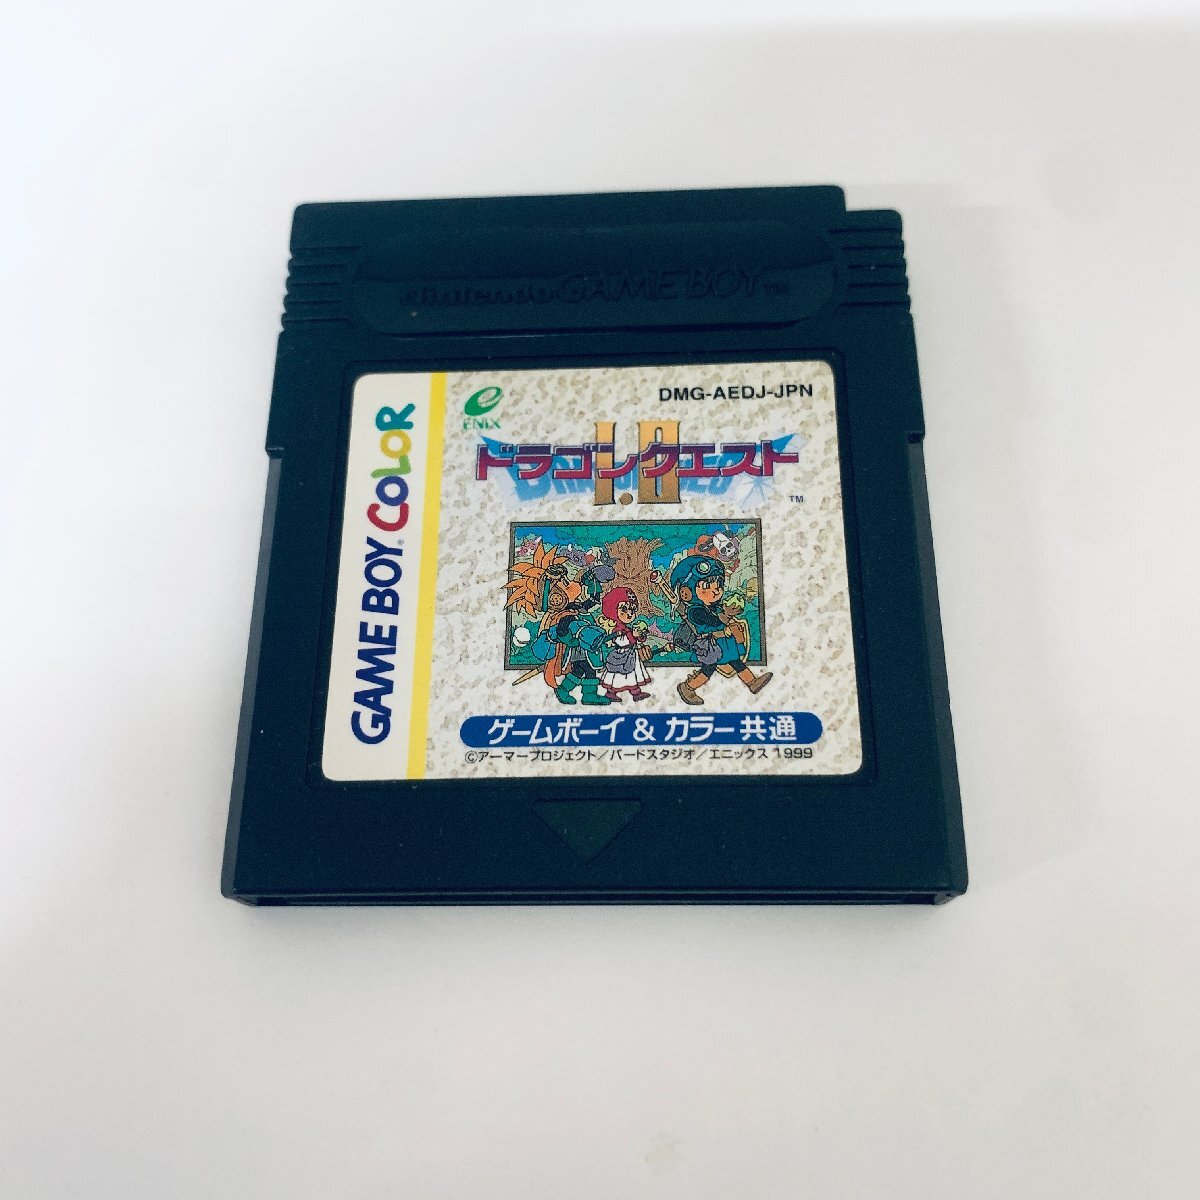 Nintendo GAME BOY™
GAME BOY COLOR
ENIX
DMG-AEDJ-JPN
ドラゴンクエスト
I·II
™
ゲームボーイ & カラー共通
©アーマープロジェクト/バードスタジオ/エニックス 1999